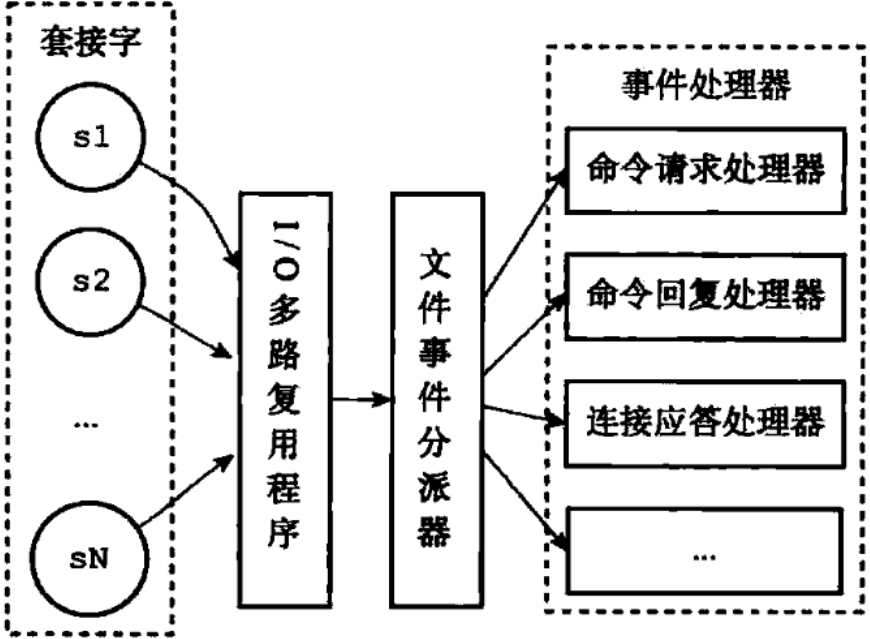 套接字
s1
s2
...
sN
I/O多路复用程序
文件事件分派器
事件处理器
命令请求处理器
命令回复处理器
连接应答处理器
...